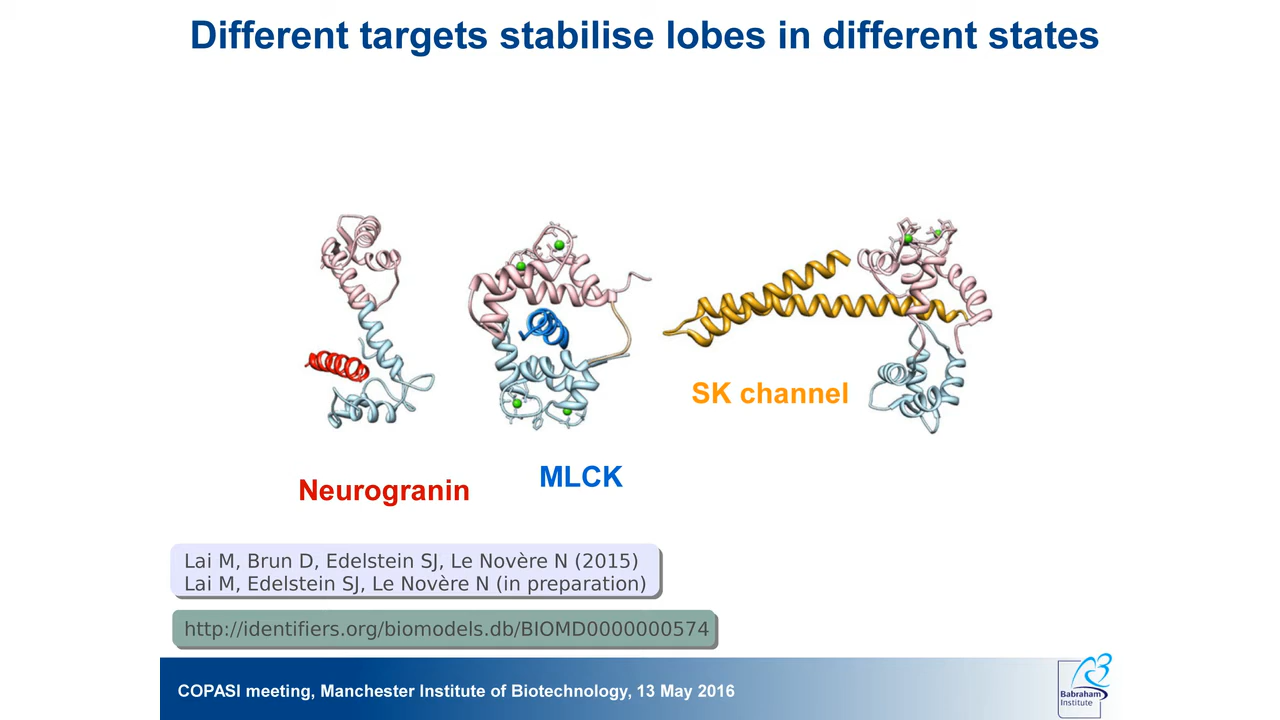 Different targets stabilise lobes in different states
SK channel
MLCK
Neurogranin
Lai M, Brun D, Edelstein SJ, Le Novère N (2015)
Lai M, Edelstein SJ, Le Novère N (in preparation)
http://identifiers.org/biomodels.db/BIOMD0000000574
COPASI meeting, Manchester Institute of Biotechnology, 13 May 2016
Babraham
Institute